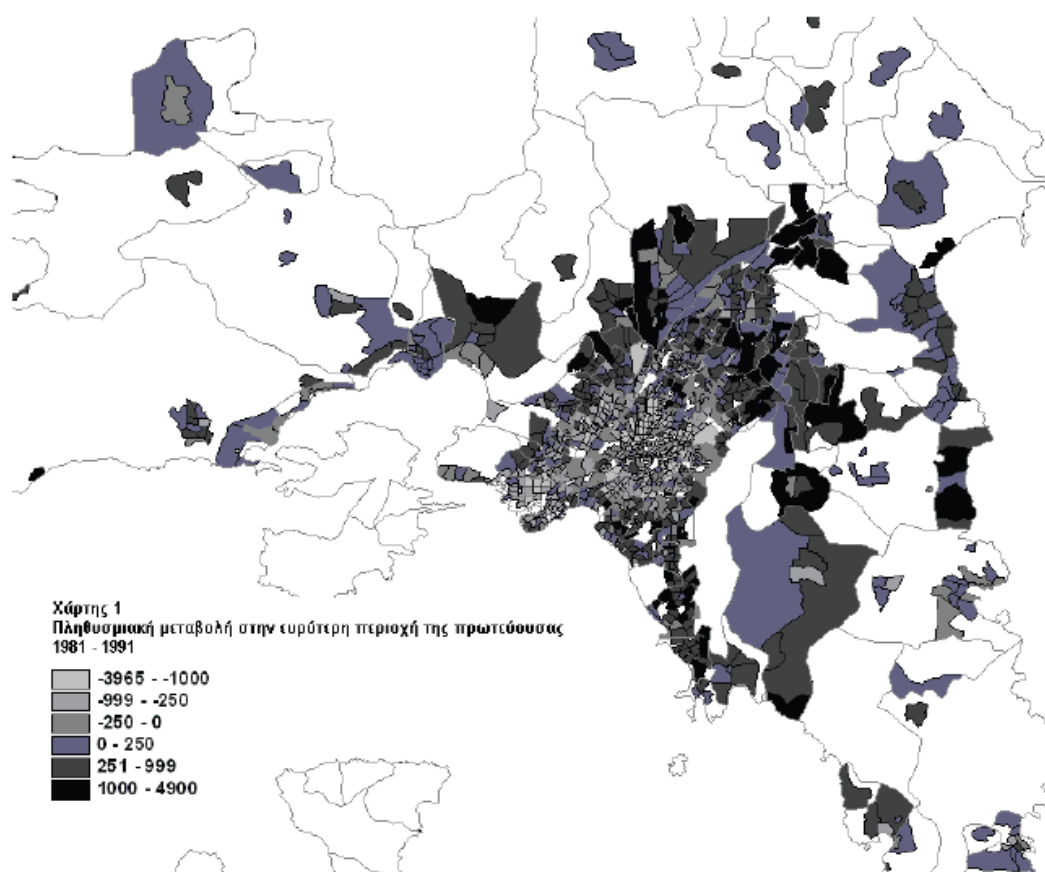 Χάρτης 1
Πληθυσμιακή μεταβολή στην ευρύτερη περιοχή της πρωτεύουσας
1981 - 1991
-3965 - -1000
-999 - -250
-250 - 0
0 - 250
251 - 999
1000 - 4900